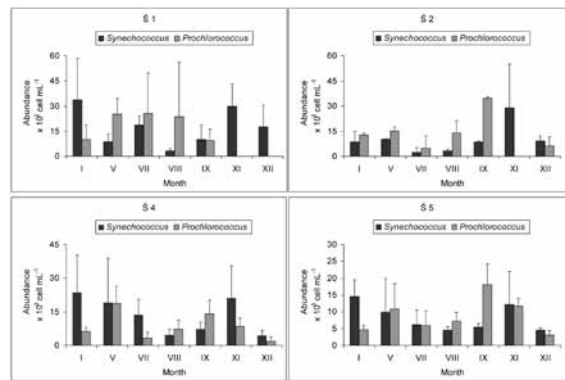 Š 1
Synechococcus Prochlorococcus
Abundance
x 10³ cell mL⁻¹
60
45
30
15
0
I V VII VIII IX XI XII
Month
Š 2
Synechococcus Prochlorococcus
Abundance
x 10³ cell mL⁻¹
60
45
30
15
0
I V VII VIII IX XI XII
Month
Š 4
Synechococcus Prochlorococcus
Abundance
x 10³ cell mL⁻¹
45
30
15
0
I V VII VIII IX XI XII
Month
Š 5
Synechococcus Prochlorococcus
Abundance
x 10³ cell mL⁻¹
30
25
20
15
10
5
0
I V VII VIII IX XI XII
Month